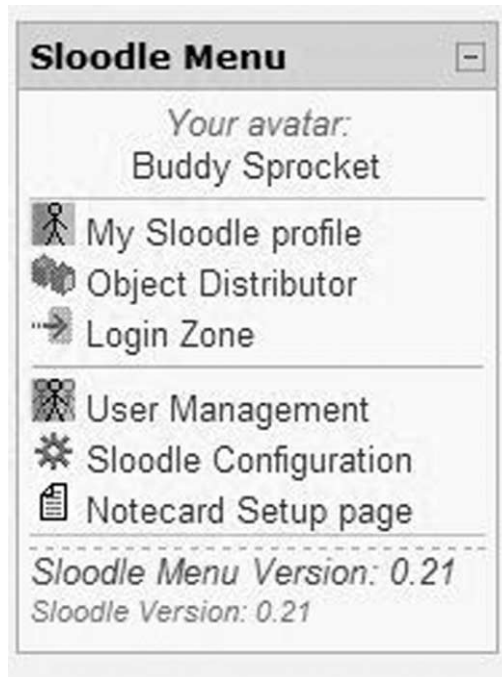 Sloodle Menu
Your avatar:
Buddy Sprocket
My Sloodle profile
Object Distributor
Login Zone
User Management
Sloodle Configuration
Notecard Setup page
Sloodle Menu Version: 0.21
Sloodle Version: 0.21